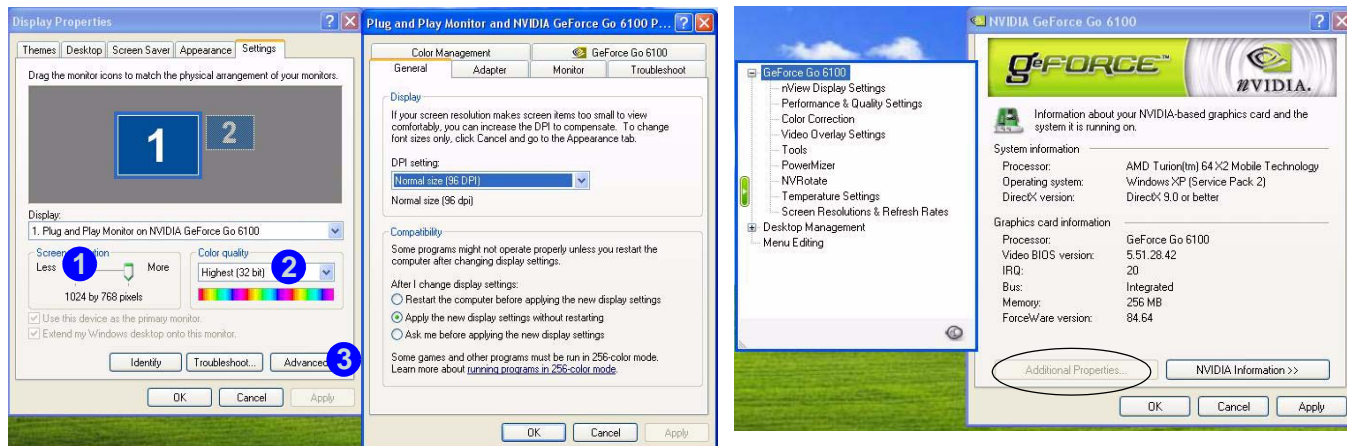 Display Properties
Themes Desktop Screen Saver Appearance Settings
Drag the monitor icons to match the physical arrangement of your monitors.
1 2
Display:
1. Plug and Play Monitor on NVIDIA GeForce Go 6100
Screen
Less 1 More
1024 by 768 pixels
Color quality
Highest (32 bit) 2
Use this device as the primary monitor.
Extend my Windows desktop onto this monitor.
Identify Troubleshoot... Advanced 3
OK Cancel Apply
Plug and Play Monitor and NVIDIA GeForce Go 6100 P...
Color Management GeForce Go 6100
General Adapter Monitor Troubleshoot
Display
If your screen resolution makes screen items too small to view
comfortably, you can increase the DPI to compensate. To change
font sizes only, click Cancel and go to the Appearance tab.
DPI setting:
Normal size (96 DPI)
Normal size (96 dpi)
Compatibility
Some programs might not operate properly unless you restart the
computer after changing display settings.
After I change display settings:
Restart the computer before applying the new display settings
Apply the new display settings without restarting
Ask me before applying the new display settings
Some games and other programs must be run in 256-color mode.
Learn more about running programs in 256-color mode.
OK Cancel Apply
GeForce Go 6100
nView Display Settings
Performance & Quality Settings
Color Correction
Video Overlay Settings
Tools
PowerMizer
NVRotate
Temperature Settings
Screen Resolutions & Refresh Rates
Desktop Management
Menu Editing
NVIDIA GeForce Go 6100
GeFORCE™
NVIDIA.
Information about your NVIDIA-based graphics card and the
system it is running on.
System information
Processor: AMD Turion(tm) 64 X2 Mobile Technology
Operating system: Windows XP (Service Pack 2)
DirectX version: DirectX 9.0 or better
Graphics card information
Processor: GeForce Go 6100
Video BIOS version: 5.51.28.42
IRQ: 20
Bus: Integrated
Memory: 256 MB
ForceWare version: 84.64
Additional Properties... NVIDIA Information >>
OK Cancel Apply